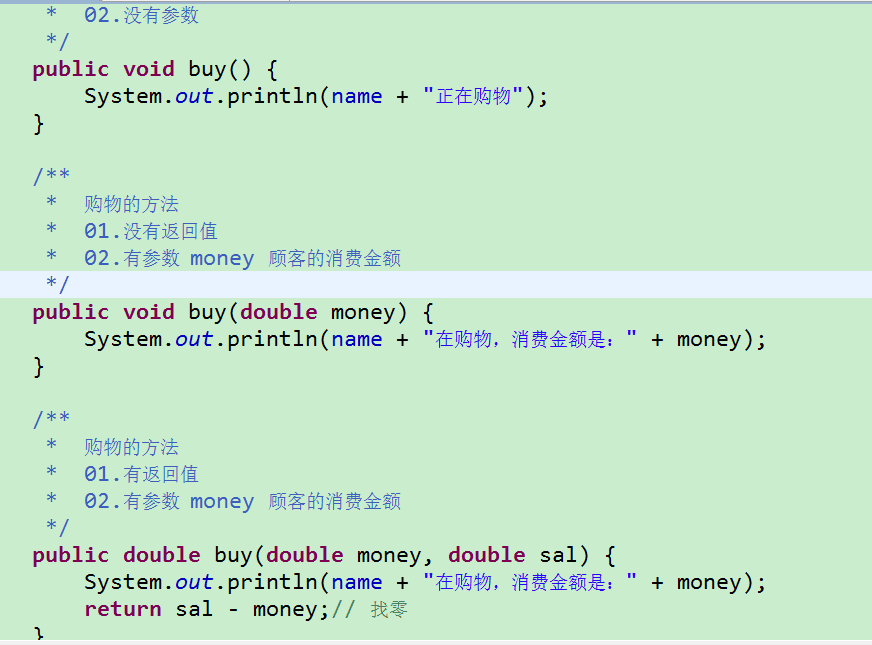 *  02.没有参数
 */
public void buy() {
    System.out.println(name + "正在购物");
}
/**
 *  购物的方法
 *  01.没有返回值
 *  02.有参数 money 顾客的消费金额
 */
public void buy(double money) {
    System.out.println(name + "在购物，消费金额是：" + money);
}
/**
 *  购物的方法
 *  01.有返回值
 *  02.有参数 money 顾客的消费金额
 */
public double buy(double money, double sal) {
    System.out.println(name + "在购物，消费金额是：" + money);
    return sal - money;// 找零
}